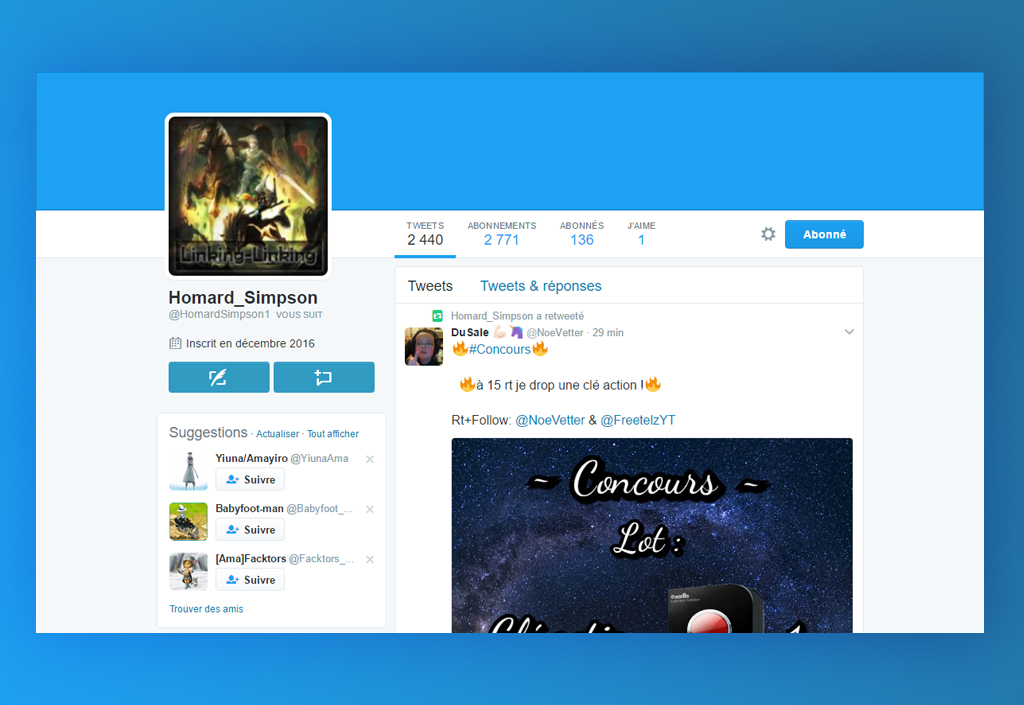 Linking-Linking
TWEETS
2 440
ABONNEMENTS
2 771
ABONNÉS
136
J'AIME
1
Abonné
Homard_Simpson
@HomardSimpson1 VOUS SUIT
Inscrit en décembre 2016
Suggestions · Actualiser · Tout afficher
Yiuna/Amayiro @YiunaAma
Suivre
Babyfoot-man @Babyfoot_...
Suivre
[Ama]Facktors @Facktors_...
Suivre
Trouver des amis
Tweets Tweets & réponses
Homard_Simpson a retweeté
Du Sale 💪🏻🦄 @NoeVetter · 29 min
🔥#Concours🔥
🔥à 15 rt je drop une clé action !🔥
Rt+Follow: @NoeVetter & @FreetelzYT
~ Concours ~
Lot :